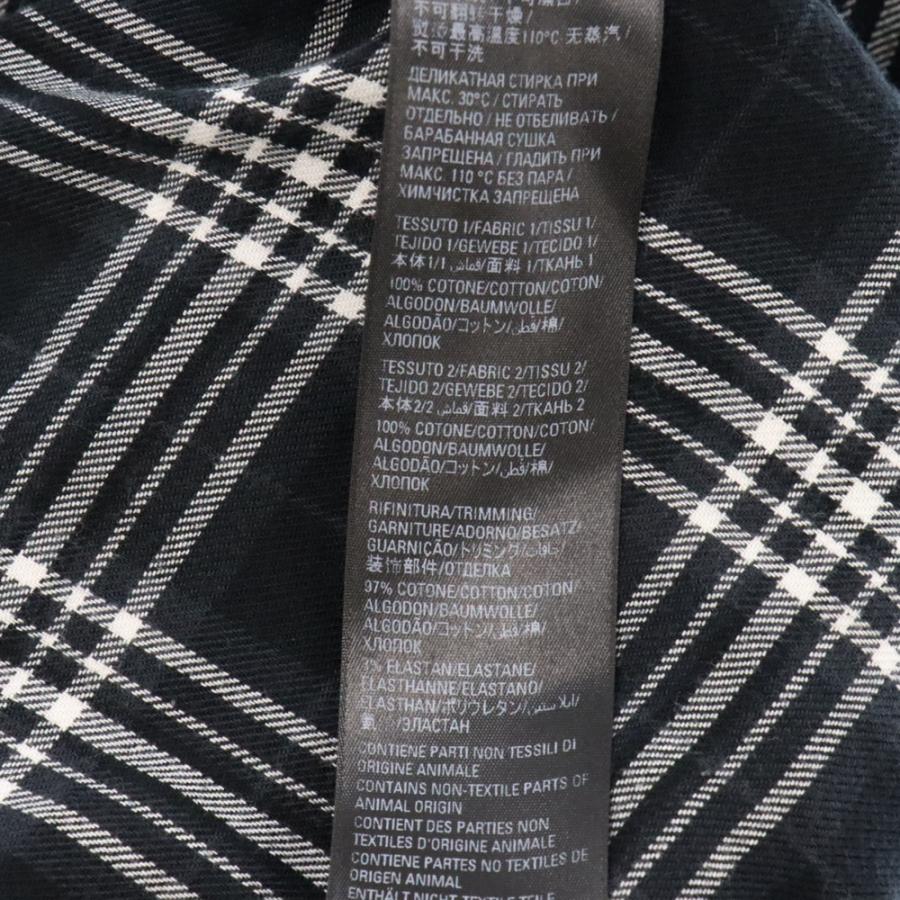 不可翻转干燥/
熨烫最高温度110°C 无蒸汽/
不可干洗
ДЕЛИКАТНАЯ СТИРКА ПРИ
МАКС. 30°C / СТИРАТЬ
ОТДЕЛЬНО / НЕ ОТБЕЛИВАТЬ /
БАРАБАННАЯ СУШКА
ЗАПРЕЩЕНА / ГЛАДИТЬ ПРИ
МАКС. 110 °C БЕЗ ПАРА /
ХИМЧИСТКА ЗАПРЕЩЕНА
TESSUTO 1/FABRIC 1/TISSU 1/
TEJIDO 1/GEWEBE 1/TECIDO 1/
本体1/1 قماش/面料 1/ТКАНЬ 1
100% COTONE/COTTON/COTON/
ALGODON/BAUMWOLLE/
ALGODÃO/コットン/قطن/棉/
ХЛОПОК
TESSUTO 2/FABRIC 2/TISSU 2/
TEJIDO 2/GEWEBE 2/TECIDO 2/
本体2/2 قماش/面料 2/ТКАНЬ 2
100% COTONE/COTTON/COTON/
ALGODON/BAUMWOLLE/
ALGODÃO/コットン/قطن/棉/
ХЛОПОК
RIFINITURA/TRIMMING/
GARNITURE/ADORNO/BESATZ/
GUARNIÇÃO/トリミング/
装饰部件/ОТДЕЛКА
97% COTONE/COTTON/COTON/
ALGODON/BAUMWOLLE/
ALGODÃO/コットン/قطن/棉/
ХЛОПОК
3% ELASTAN/ELASTANE/
ELASTHANNE/ELASTANO/
ELASTHAN/ポリウレタン/
/ЭЛАСТАН
CONTIENE PARTI NON TESSILI DI
ORIGINE ANIMALE
CONTAINS NON-TEXTILE PARTS OF
ANIMAL ORIGIN
CONTIENT DES PARTIES NON
TEXTILES D'ORIGINE ANIMALE
CONTIENE PARTES NO TEXTILES DE
ORIGEN ANIMAL
ENTHÄLT NICHT TEXTILE TEILE